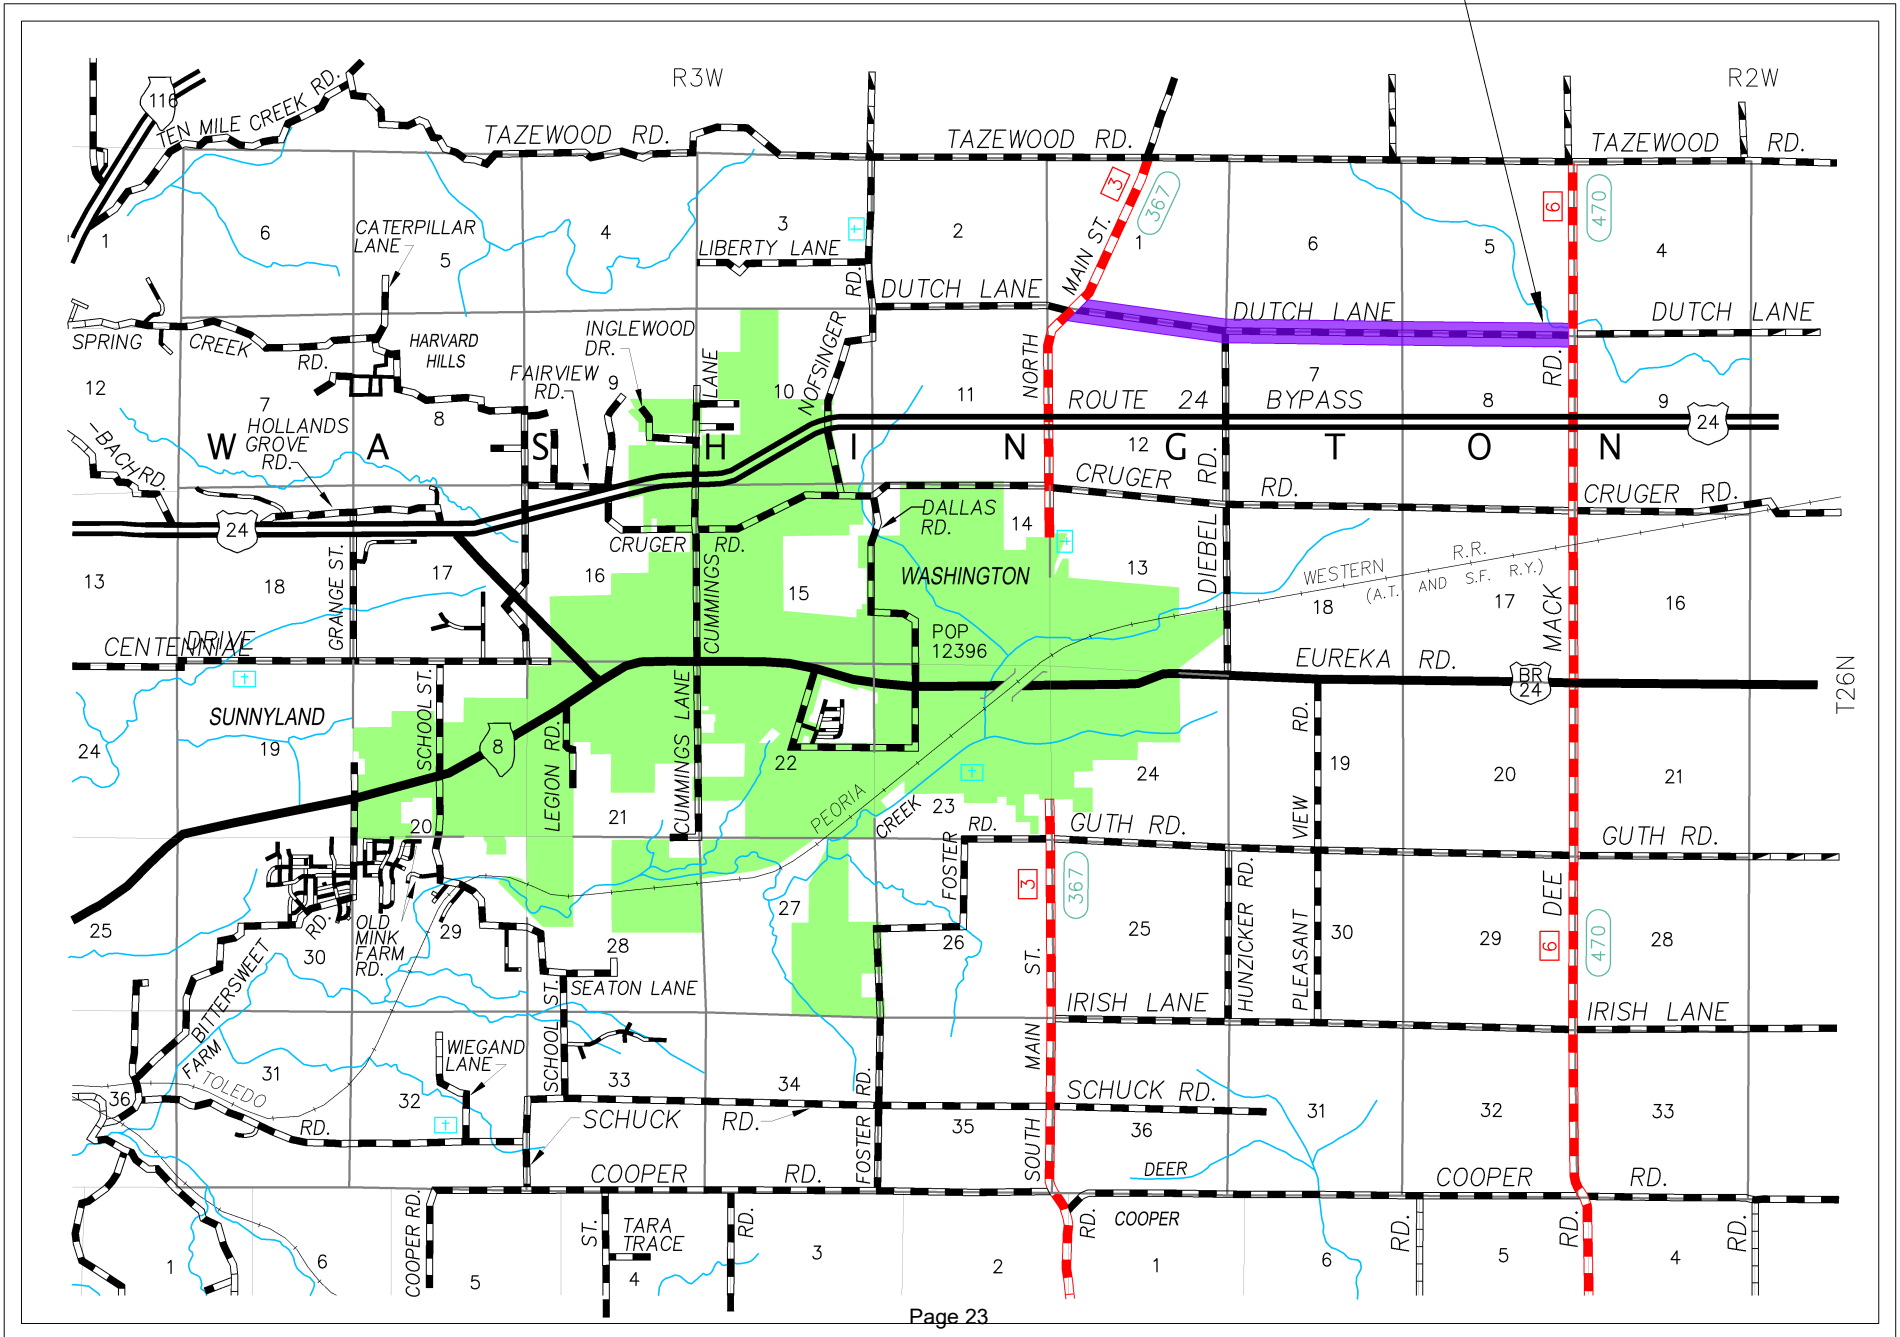 R3W
R2W
116
TEN MILE CREEK RD.
TAZEWOOD RD.
TAZEWOOD RD.
TAZEWOOD RD.
3
367
6
470
1
6
CATERPILLAR
LANE
5
4
3
LIBERTY LANE
2
MAIN ST.
1
6
5
4
RD.
DUTCH LANE
DUTCH LANE
DUTCH LANE
SPRING CREEK RD.
HARVARD
HILLS
INGLEWOOD
DR.
NOFSINGER
NORTH
RD.
12
7
FAIRVIEW
RD.
9
LANE
10
11
7
8
9
ROUTE 24 BYPASS
24
8
HOLLANDS
GROVE
RD.
-BACH RD.
W A S H I N G T O N
12
CRUGER RD.
CRUGER RD.
RD.
24
DALLAS
RD.
14
CRUGER RD.
13
18
GRANGE ST.
17
16
CUMMINGS
15
WASHINGTON
13
DIEBEL
WESTERN R.R.
(A.T. AND S.F. R.Y.)
18
17
MACK
16
CENTENNIAL
DRIVE
POP
12396
EUREKA RD.
BR
24
T26N
SUNNYLAND
SCHOOL ST.
8
LEGION RD.
CUMMINGS LANE
24
19
22
24
RD.
19
20
21
20
21
PEORIA
CREEK
23
RD.
GUTH RD.
VIEW
GUTH RD.
FOSTER
3
367
HUNZICKER RD.
DEE
25
RD.
30
OLD
MINK
FARM
RD.
29
28
27
26
25
PLEASANT
30
29
6
470
28
BITTERSWEET
FARM
SEATON LANE
ST.
IRISH LANE
IRISH LANE
SCHOOL ST.
MAIN
WIEGAND
LANE
31
TOLEDO
36
32
33
34
RD.
SCHUCK RD.
31
32
33
RD.
SCHUCK RD.
35
36
FOSTER
SOUTH
DEER
COOPER RD.
COOPER RD.
COOPER RD.
ST.
TARA
TRACE
RD.
RD.
COOPER
RD.
RD.
RD.
1
6
5
4
3
2
1
6
5
4
Page 23